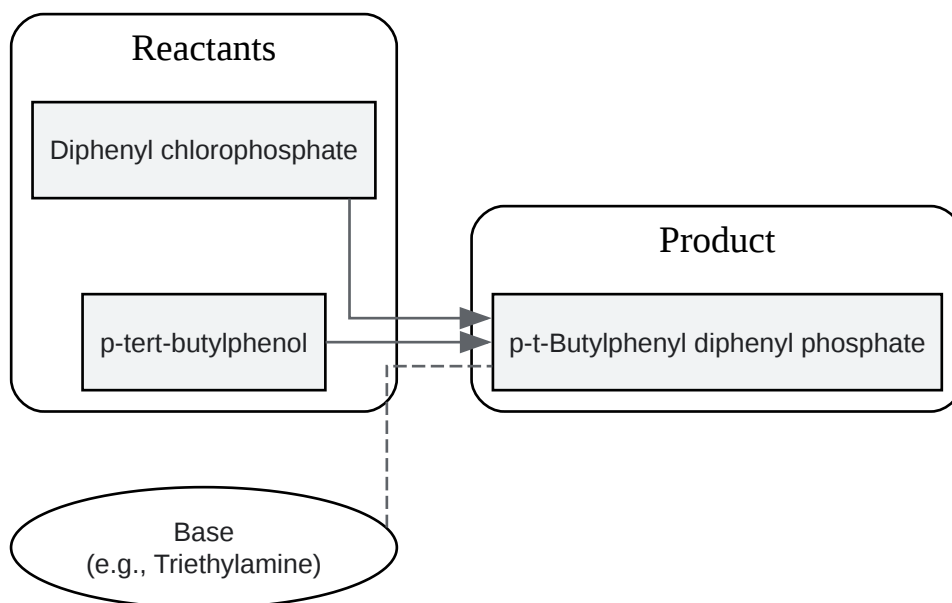 Reactants
Diphenyl chlorophosphate
p-tert-butylphenol
Product
p-t-Butylphenyl diphenyl phosphate
Base
(e.g., Triethylamine)